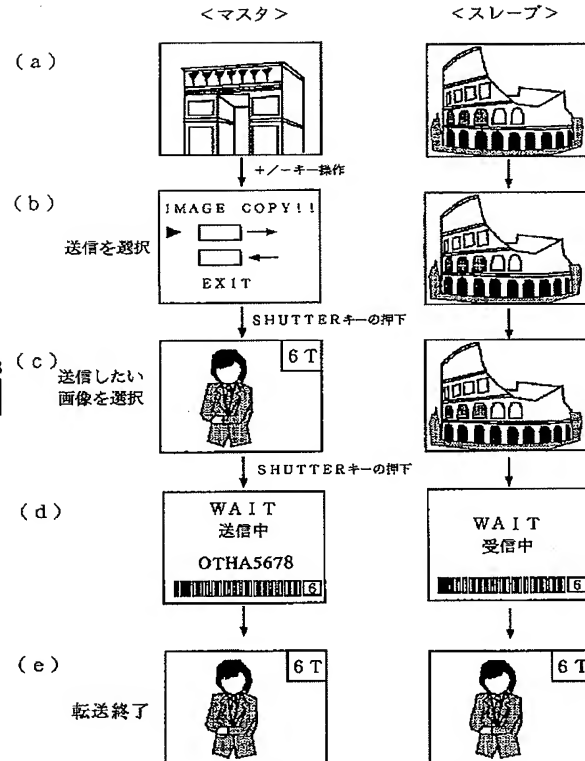 <マスタ> <スレーブ>
(a)
+/-キー操作
(b)
IMAGE COPY!!
送信を選択
EXIT
SHUTTERキーの押下
(c) 6T
送信したい
画像を選択
SHUTTERキーの押下
(d)
WAIT WAIT
送信中 受信中
OTHA5678
6 6
(e) 6T 6T
転送終了